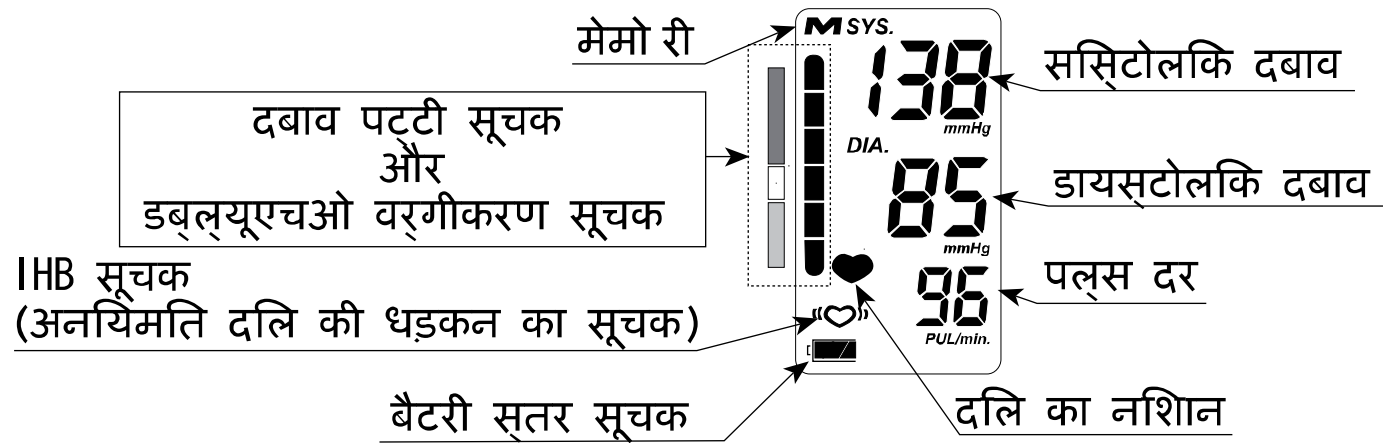 मेमो री
M SYS.
138
mmHg
ससि्टोलकि दबाव
दबाव पट्टी सूचक
और
डब्ल्यूएचओ वर्गीकरण सूचक
DIA.
85
mmHg
डायस्टोलकि दबाव
IHB सूचक
(अनयिमति दलि की धड़कन का सूचक)
96
PUL/min.
पल्स दर
बैटरी स्तर सूचक
दलि का नशिान